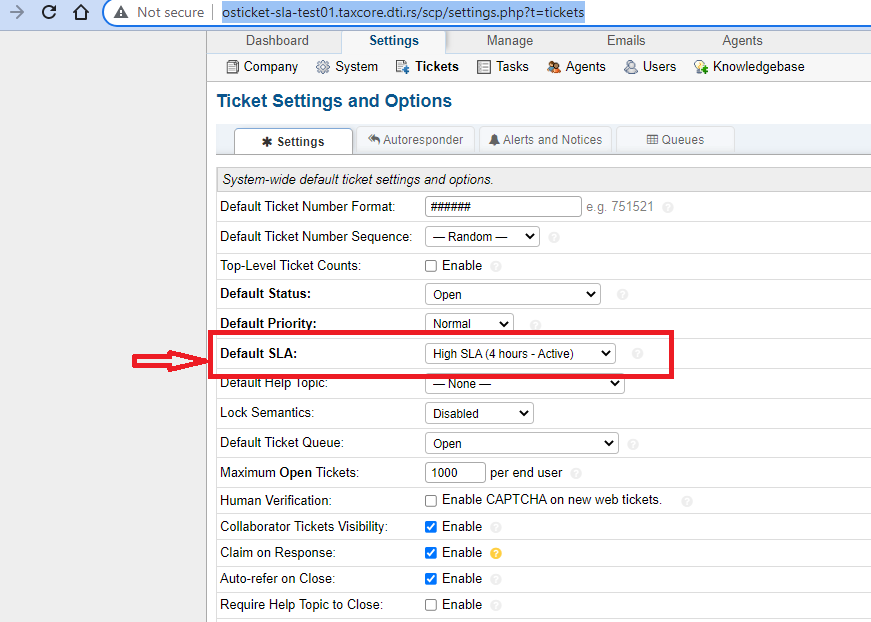 Not secure osticket-sla-test01.taxcore.dti.rs/scp/settings.php?t=tickets
Dashboard Settings Manage Emails Agents
Company System Tickets Tasks Agents Users Knowledgebase
Ticket Settings and Options
Settings Autoresponder Alerts and Notices Queues
System-wide default ticket settings and options.
Default Ticket Number Format: ###### e.g. 751521
Default Ticket Number Sequence: — Random —
Top-Level Ticket Counts: Enable
Default Status: Open
Default Priority: Normal
Default SLA: High SLA (4 hours - Active)
Default Help Topic: — None —
Lock Semantics: Disabled
Default Ticket Queue: Open
Maximum Open Tickets: 1000 per end user
Human Verification: Enable CAPTCHA on new web tickets.
Collaborator Tickets Visibility: Enable
Claim on Response: Enable
Auto-refer on Close: Enable
Require Help Topic to Close: Enable